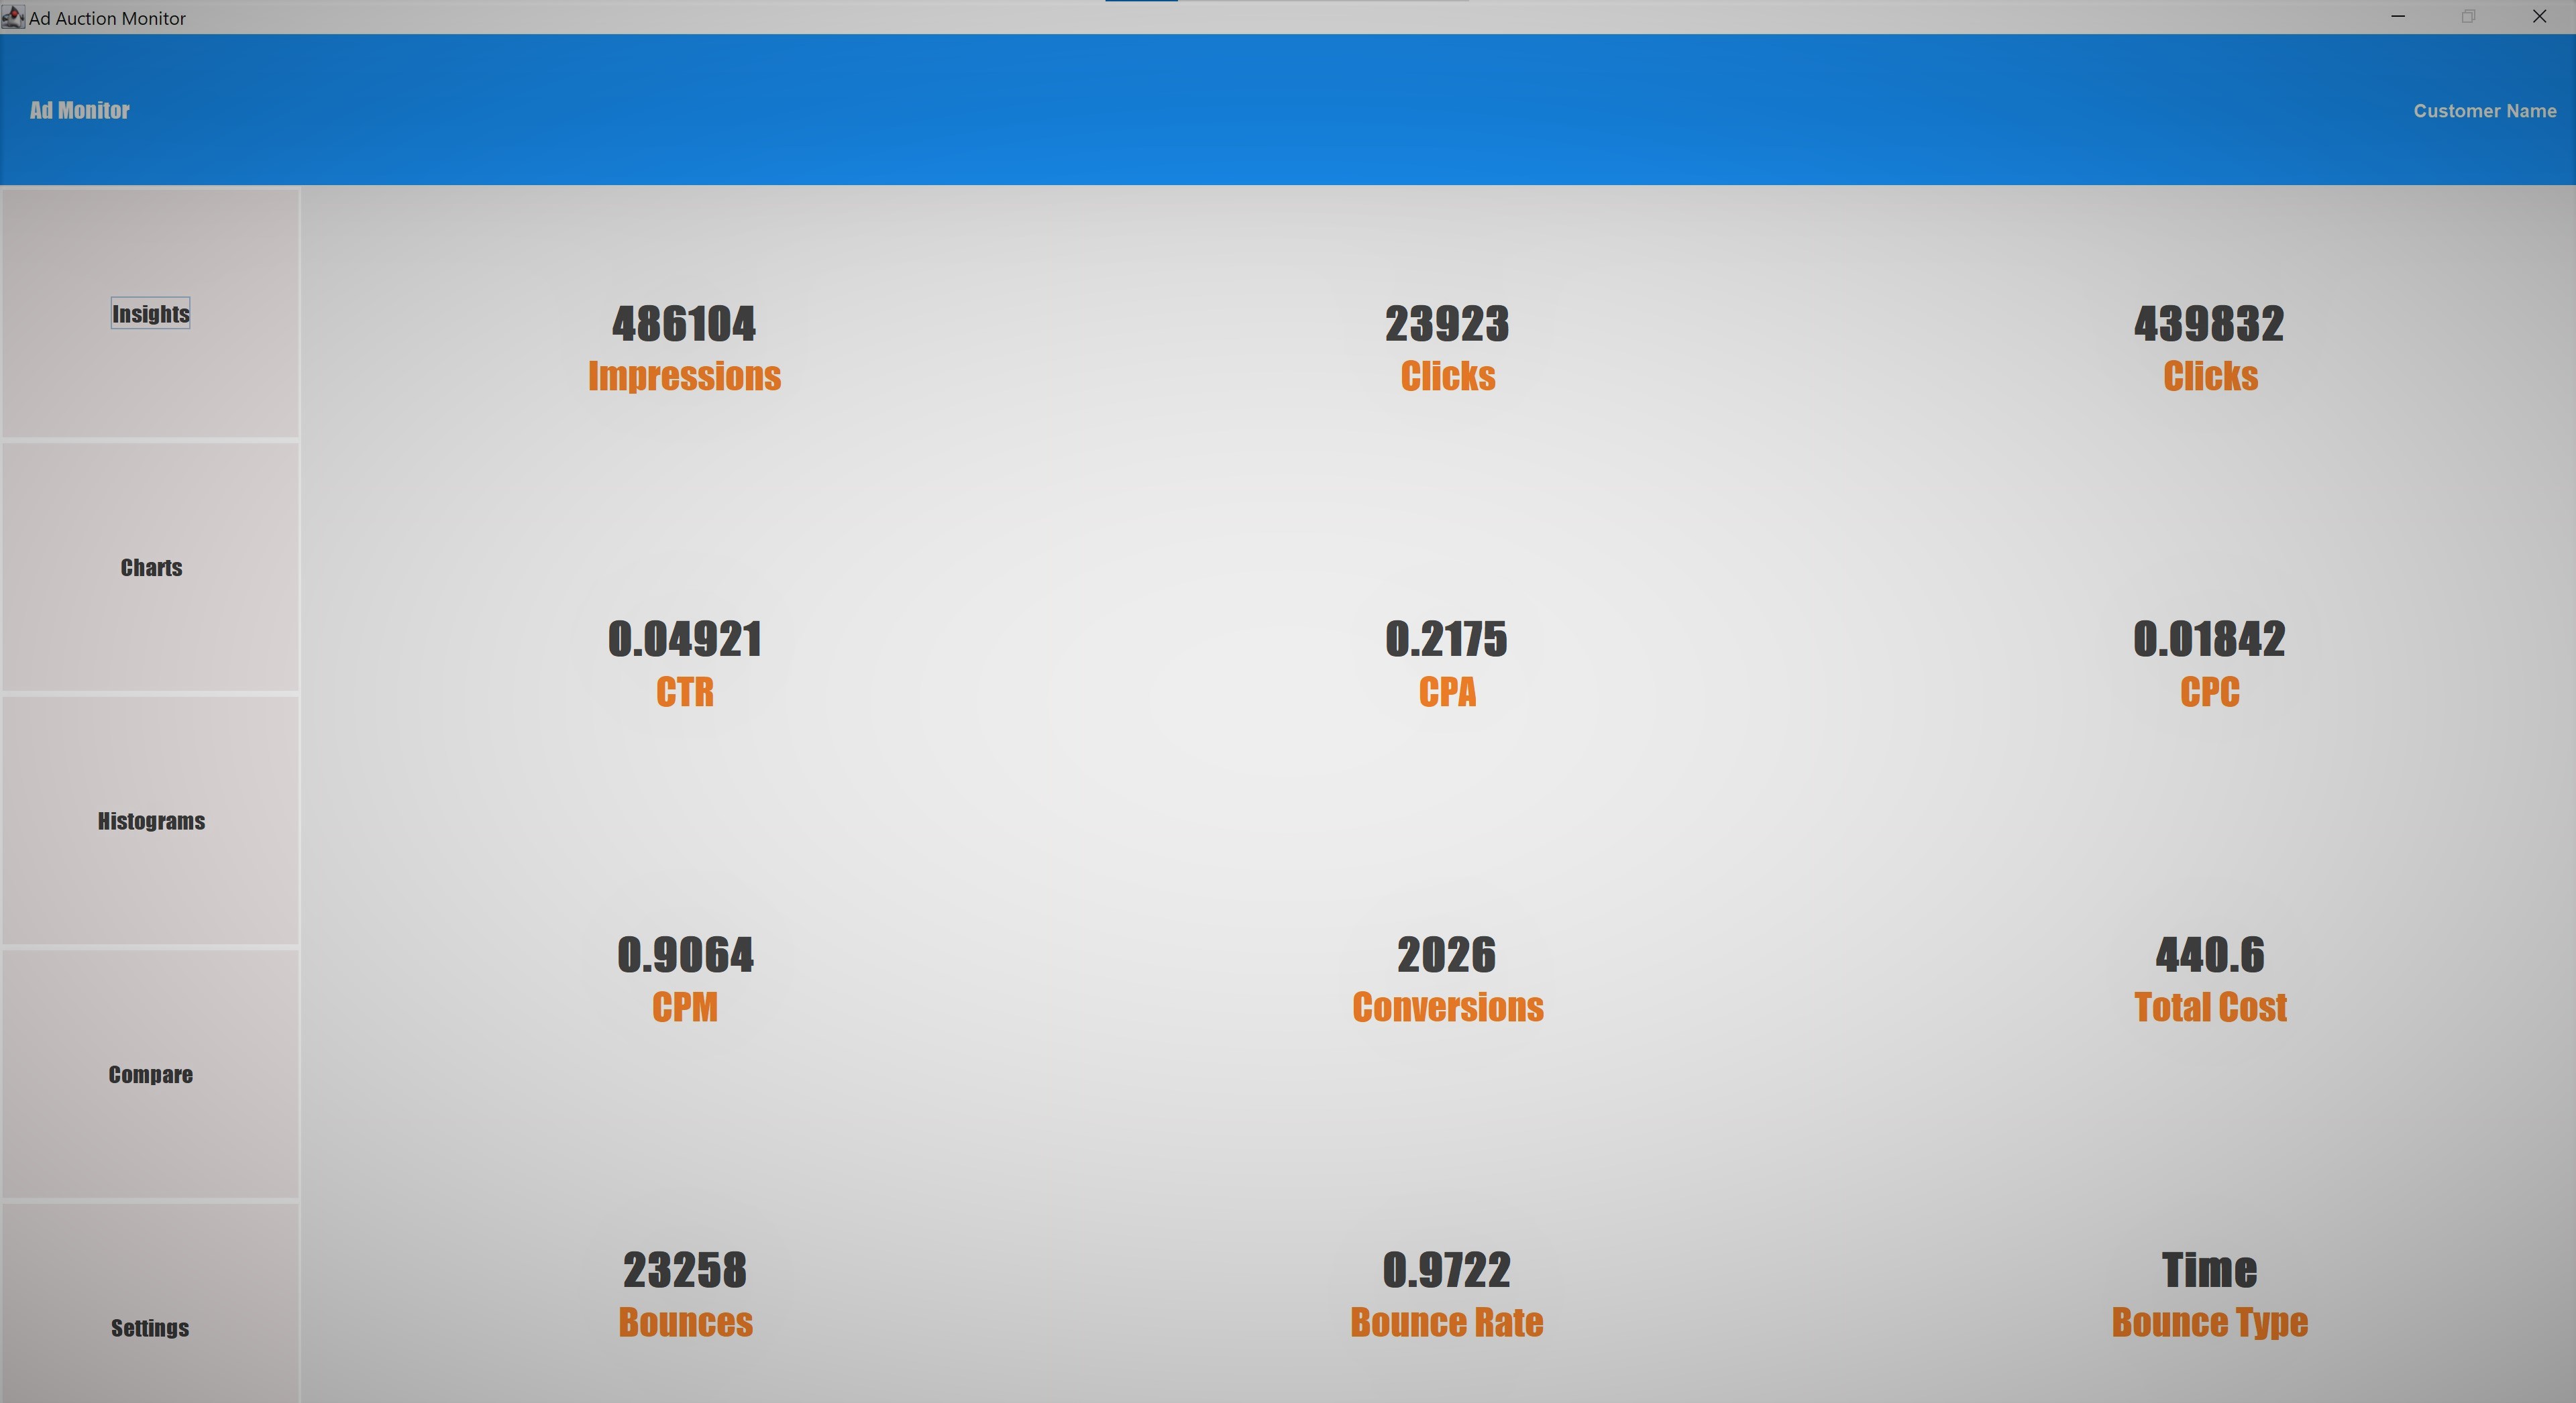 Ad Auction Monitor
Ad Monitor
Customer Name
Insights
Charts
Histograms
Compare
Settings
486104
Impressions
23923
Clicks
439832
Clicks
0.04921
CTR
0.2175
CPA
0.01842
CPC
0.9064
CPM
2026
Conversions
440.6
Total Cost
23258
Bounces
0.9722
Bounce Rate
Time
Bounce Type